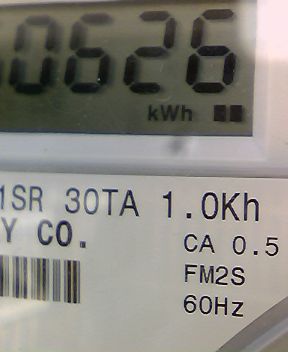 0626
kWh
1SR 30TA 1.0Kh
Y CO.
CA 0.5
FM2S
60Hz